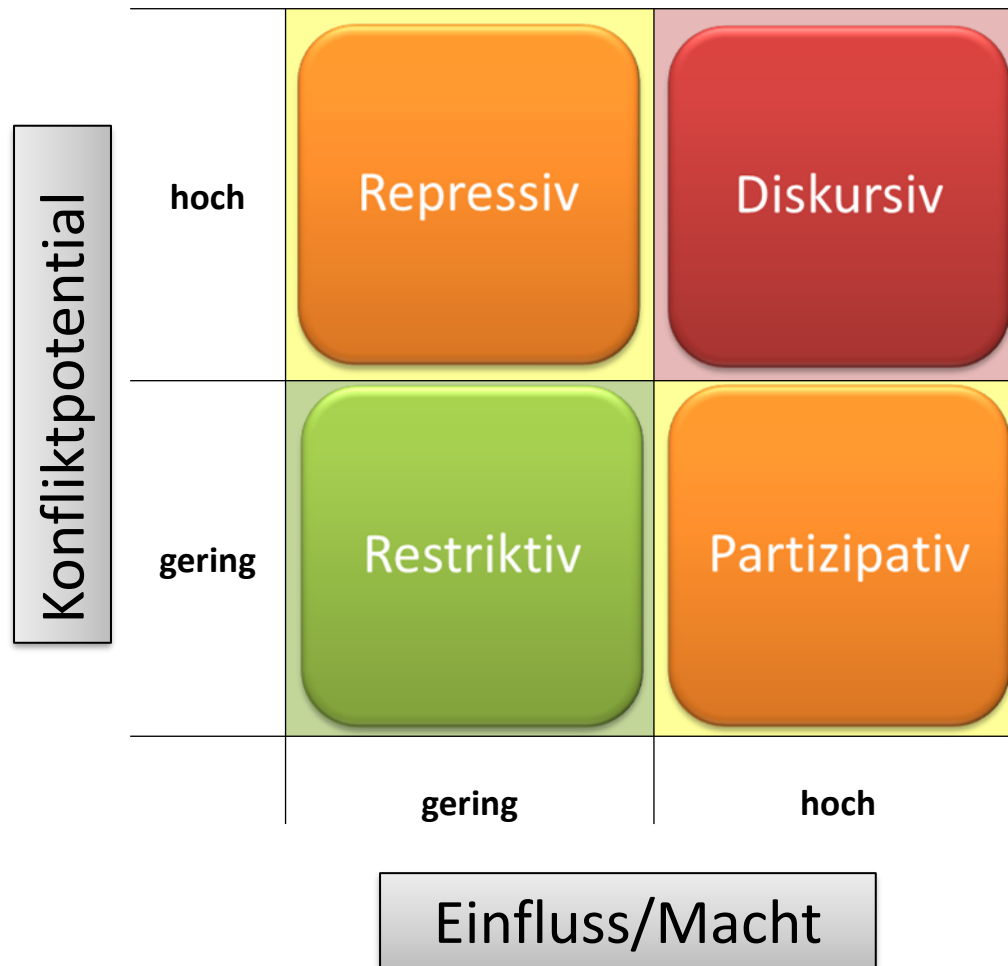 Konfliktpotential
hoch
Repressiv
Diskursiv
gering
Restriktiv
Partizipativ
gering
hoch
Einfluss/Macht